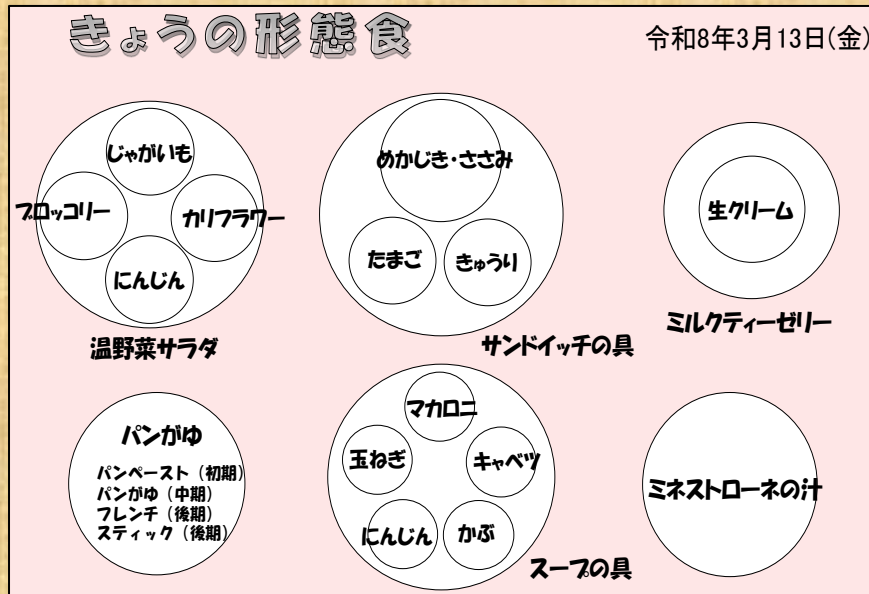 きょうの形態食
令和8年3月13日(金)
じゃがいも
ブロッコリー
カリフラワー
にんじん
温野菜サラダ
めかじき・ささみ
たまご
きゅうり
サンドイッチの具
生クリーム
ミルクティーゼリー
パンがゆ
パンペースト（初期）
パンがゆ（中期）
フレンチ（後期）
スティック（後期）
マカロニ
玉ねぎ
キャベツ
にんじん
かぶ
スープの具
ミネストローネの汁